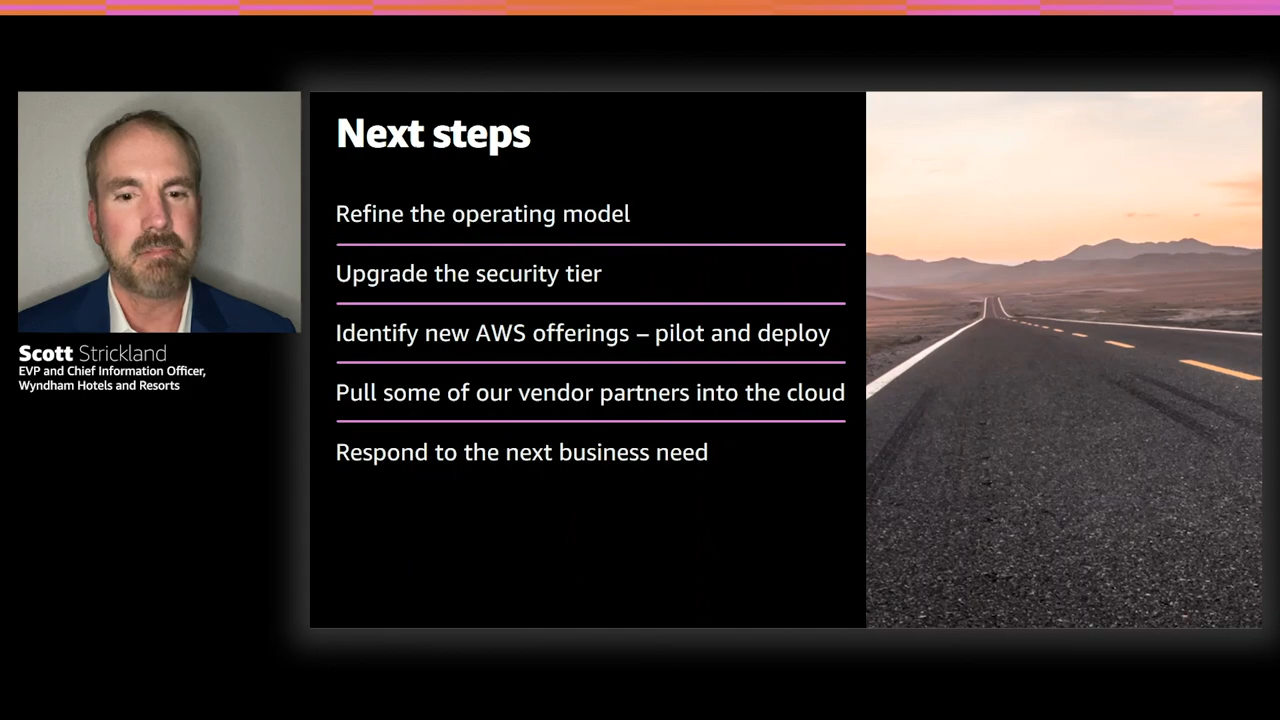 Next steps
Refine the operating model
Upgrade the security tier
Identify new AWS offerings – pilot and deploy
Pull some of our vendor partners into the cloud
Respond to the next business need
Scott Strickland
EVP and Chief Information Officer,
Wyndham Hotels and Resorts